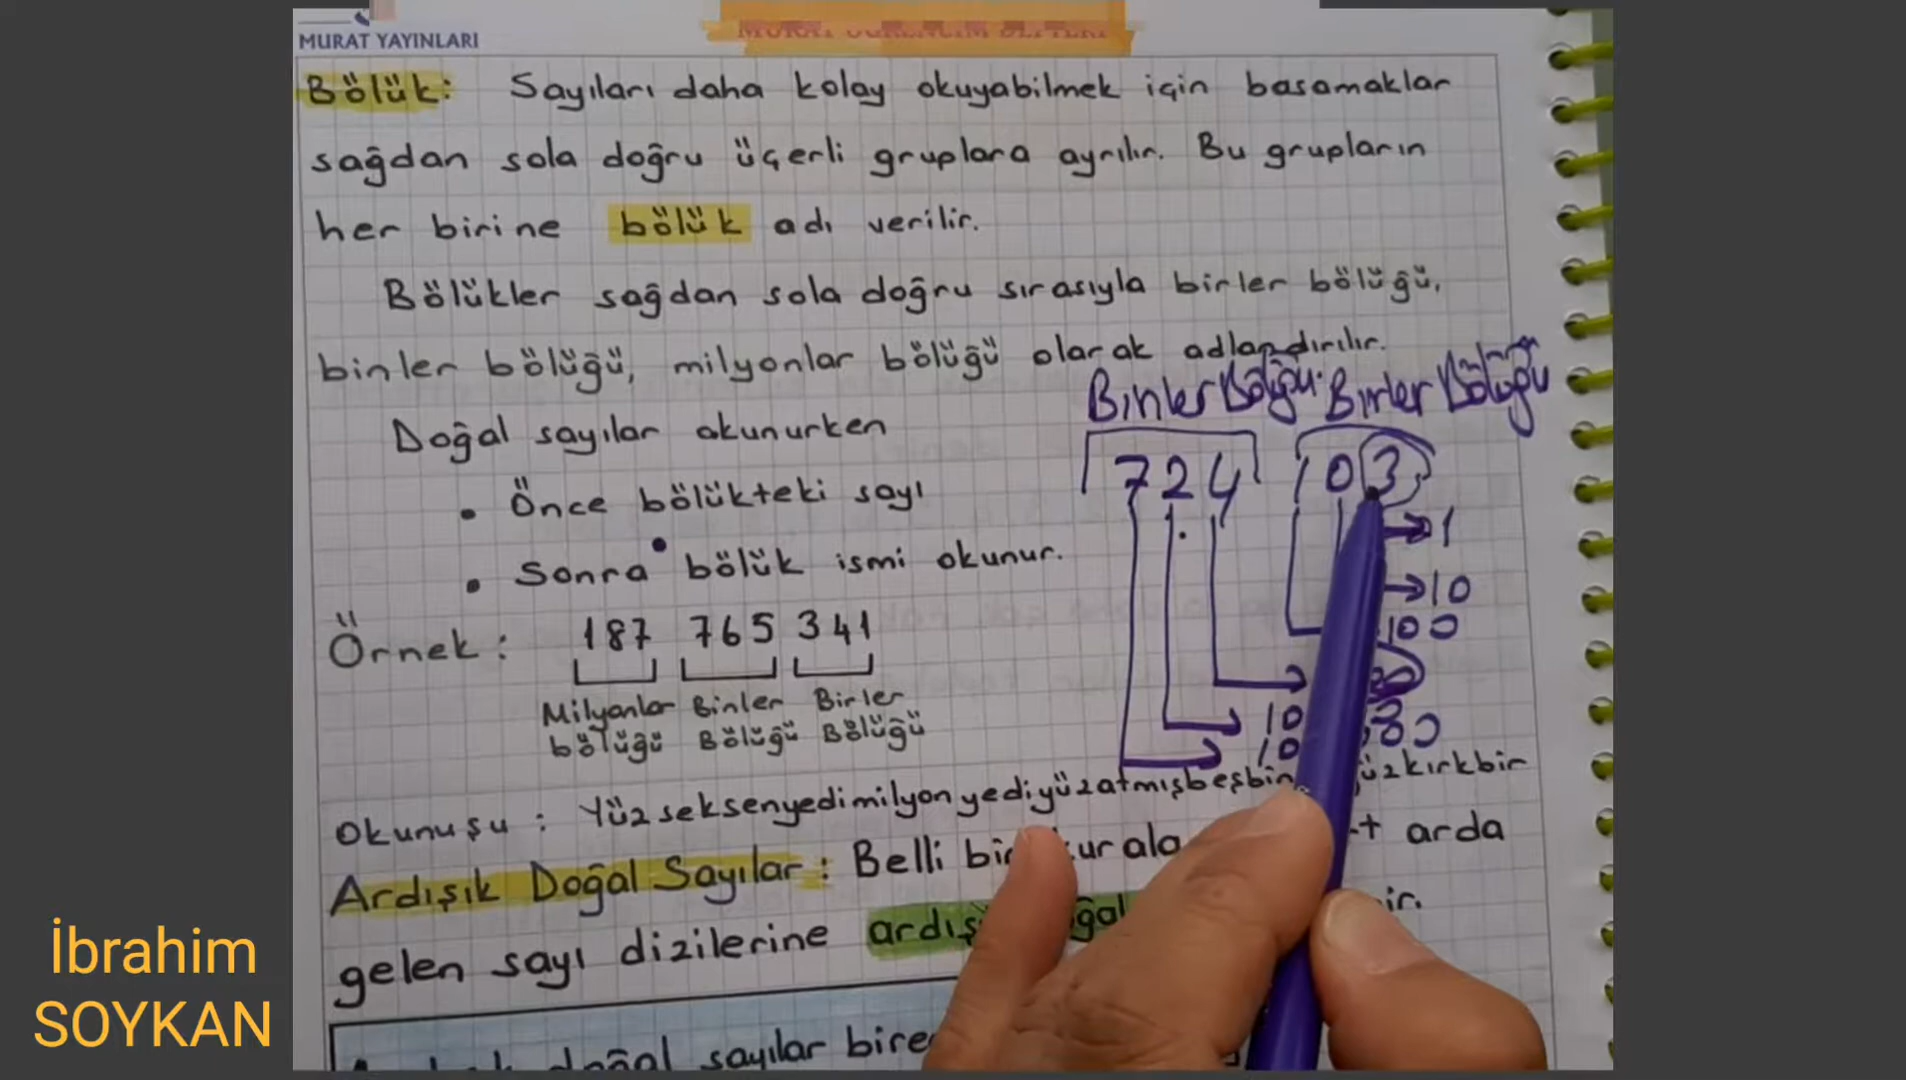 MURAT YAYINLARI
Bölük: Sayıları daha kolay okuyabilmek için basamaklar
sağdan sola doğru üçerli gruplara ayrılır. Bu grupların
her birine bölük adı verilir.
Bölükler sağdan sola doğru sırasıyla birler bölüğü,
binler bölüğü, milyonlar bölüğü olarak adlandırılır.
Binler Bölüğü Birler Bölüğü
Doğal sayılar okunurken
724 103
• Önce bölükteki sayı
1
• Sonra bölük ismi okunur.
10
100
Örnek: 187 765 341
Milyonlar Binler Birler
bölüğü Bölüğü Bölüğü
Okunuşu: Yüzseksenyedimilyonyediyüzatmışbeşbin üzkırkbir
Ardışık Doğal Sayılar: Belli bir kurala arda
gelen sayı dizilerine
doğal sayılar
İbrahim
SOYKAN